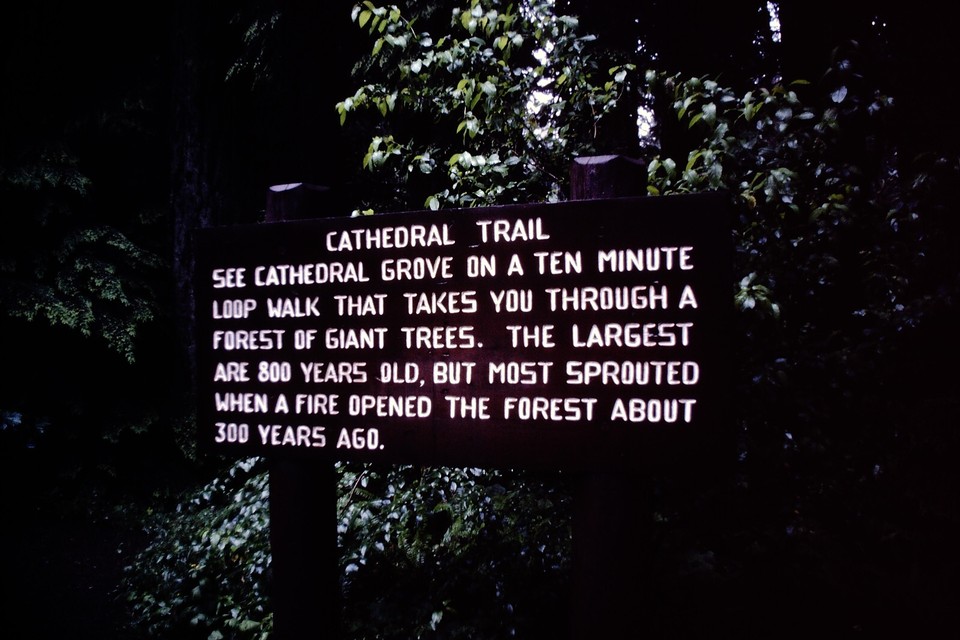 CATHEDRAL TRAIL
SEE CATHEDRAL GROVE ON A TEN MINUTE
LOOP WALK THAT TAKES YOU THROUGH A
FOREST OF GIANT TREES. THE LARGEST
ARE 800 YEARS OLD, BUT MOST SPROUTED
WHEN A FIRE OPENED THE FOREST ABOUT
300 YEARS AGO.